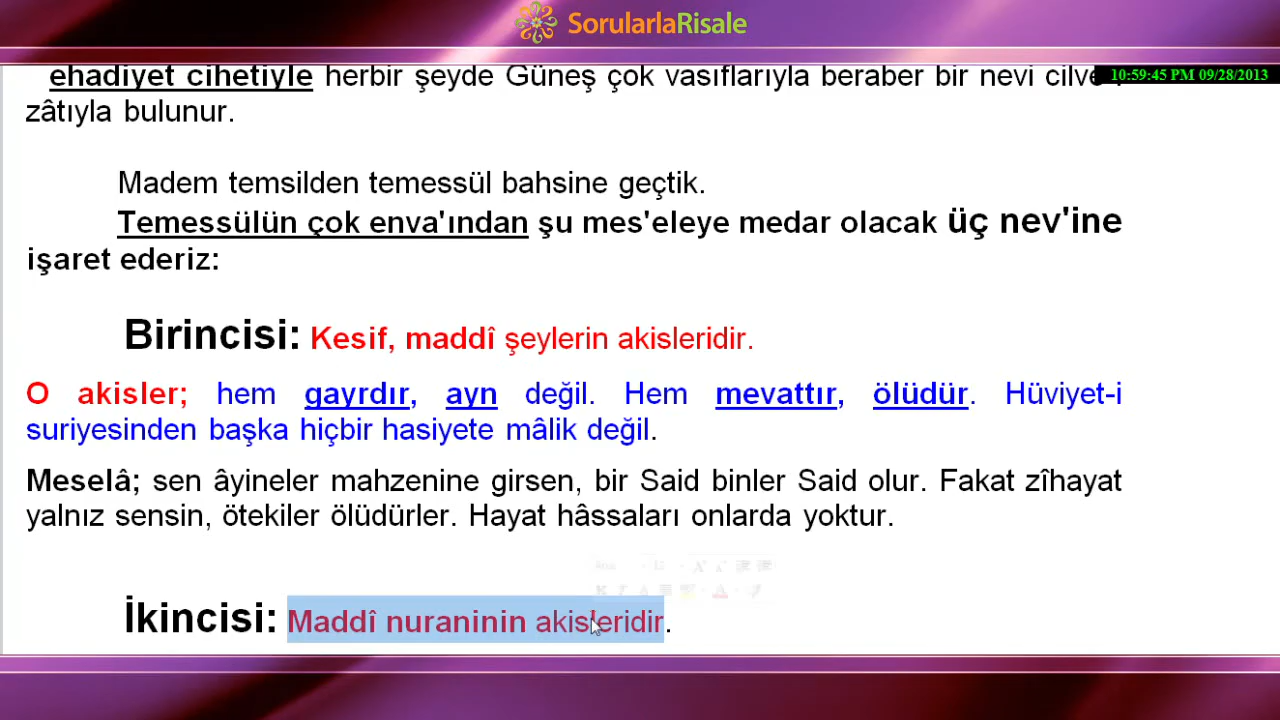 SorularlaRisale
ehadiyet cihetiyle herbir şeyde Güneş çok vasıflarıyla beraber bir nevi
10:59:45 PM 09/28/2013
zâtıyla bulunur.
Madem temsilden temessül bahsine geçtik.
Temessülün çok enva'ından şu mes'eleye medar olacak üç nev'ine
işaret ederiz:
Birincisi: Kesif, maddî şeylerin akisleridir.
O akisler; hem gayrdır, ayn değil. Hem mevattır, ölüdür. Hüviyet-i
suriyesinden başka hiçbir hasiyete mâlik değil.
Meselâ; sen âyineler mahzenine girsen, bir Said binler Said olur. Fakat zîhayat
yalnız sensin, ötekiler ölüdürler. Hayat hâssaları onlarda yoktur.
İkincisi: Maddî nuraninin akisleridir.